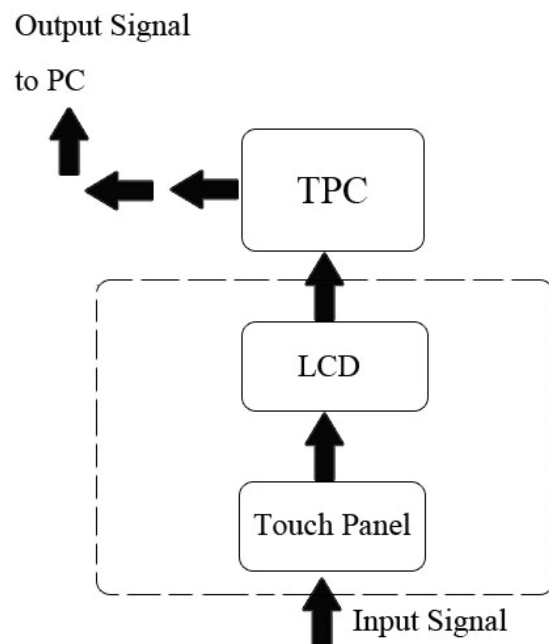 Output Signal
to PC
TPC
LCD
Touch Panel
Input Signal